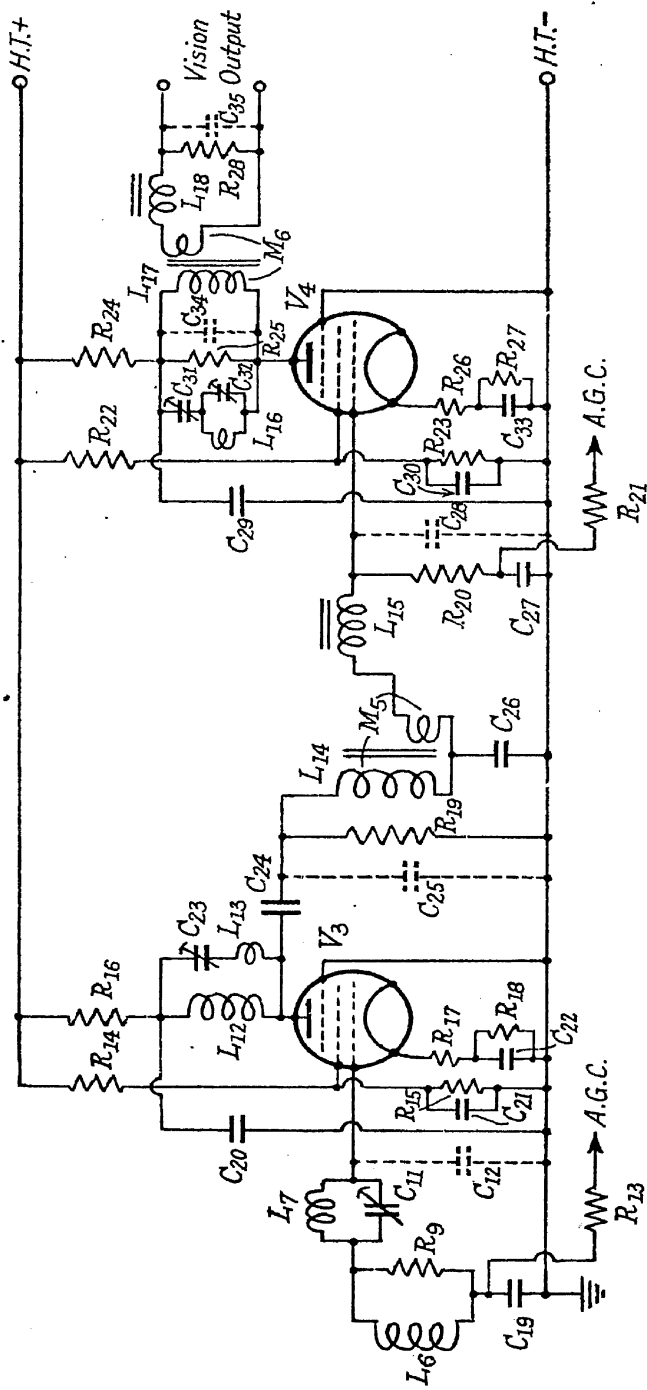 H.T.+
R14
R16
C20
L12
C23
L13
C24
L7
C11
C12
L6
R9
C19
R13
A.G.C.
V3
R15
C21
R17
R18
C22
C25
R19
L14
M5
C26
L15
R20
C27
R21
A.G.C.
C28
C29
R22
R24
C31
C32
L16
R25
C34
L17
M6
L18
R28
C35
Vision
Output
V4
C30
R23
R26
R27
C33
H.T.-